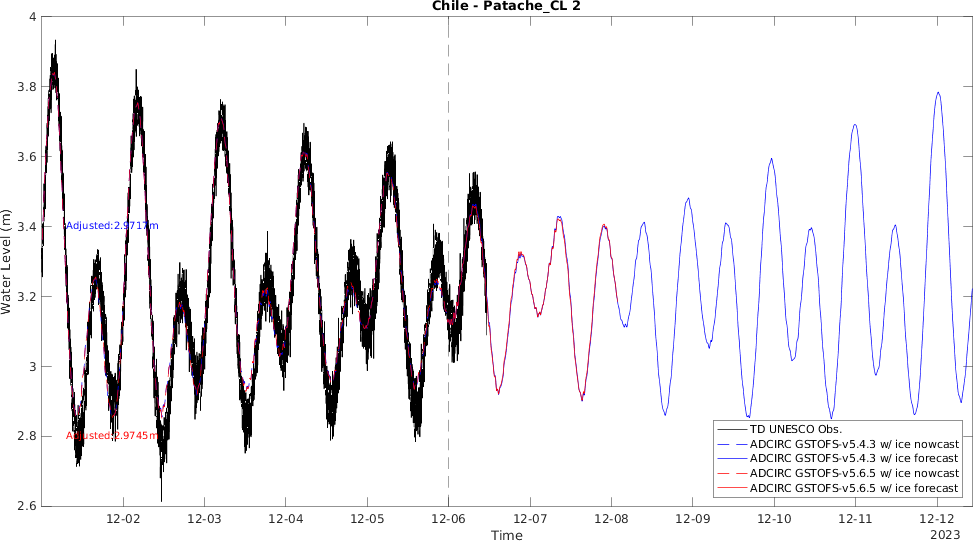 Chile - Patache_CL 2
4
3.8
3.6
3.4
3.2
3
2.8
2.6
Water Level (m)
Adjusted:2.9717m
Adjusted:2.9745m
12-02
12-03
12-04
12-05
12-06
12-07
12-08
12-09
12-10
12-11
12-12
2023
Time
TD UNESCO Obs.
ADCIRC GSTOFS-v5.4.3 w/ ice nowcast
ADCIRC GSTOFS-v5.4.3 w/ ice forecast
ADCIRC GSTOFS-v5.6.5 w/ ice nowcast
ADCIRC GSTOFS-v5.6.5 w/ ice forecast